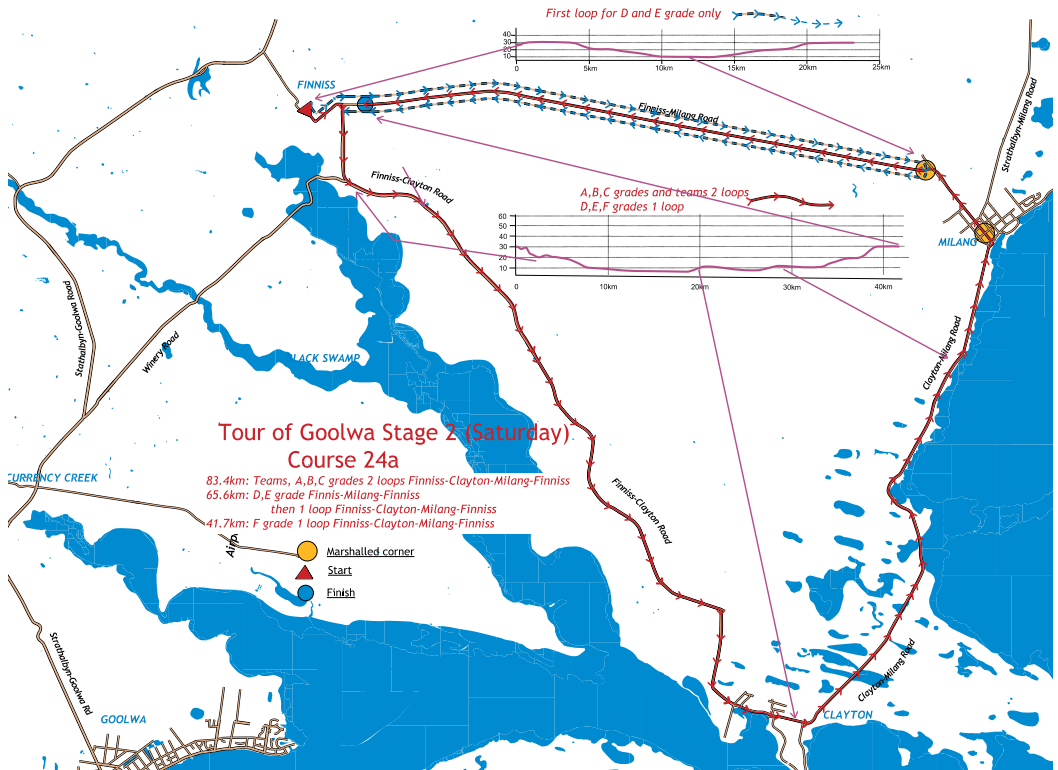 First loop for D and E grade only
40
30
20
10
0
5km
10km
15km
20km
25km
FINNISS
Finniss-Milang Road
Strathalbyn-Milang Road
Finniss-Clayton Road
A,B,C grades and teams 2 loops
D,E,F grades 1 loop
60
50
40
30
20
10
0
10km
20km
30km
40km
MILANG
Stathalbyn-Goolwa Road
Winery Road
LACK SWAMP
Clayton-Milang Road
Tour of Goolwa Stage 2 (Saturday)
Course 24a
83.4km: Teams, A,B,C grades 2 loops Finniss-Clayton-Milang-Finniss
65.6km: D,E grade Finnis-Milang-Finniss
then 1 loop Finniss-Clayton-Milang-Finniss
41.7km: F grade 1 loop Finniss-Clayton-Milang-Finniss
CURRENCY CREEK
Finniss-Clayton Road
Airp
Marshalled corner
Start
Finish
Strathalbyn-Goolwa Rd
Clayton-Milang Road
GOOLWA
CLAYTON